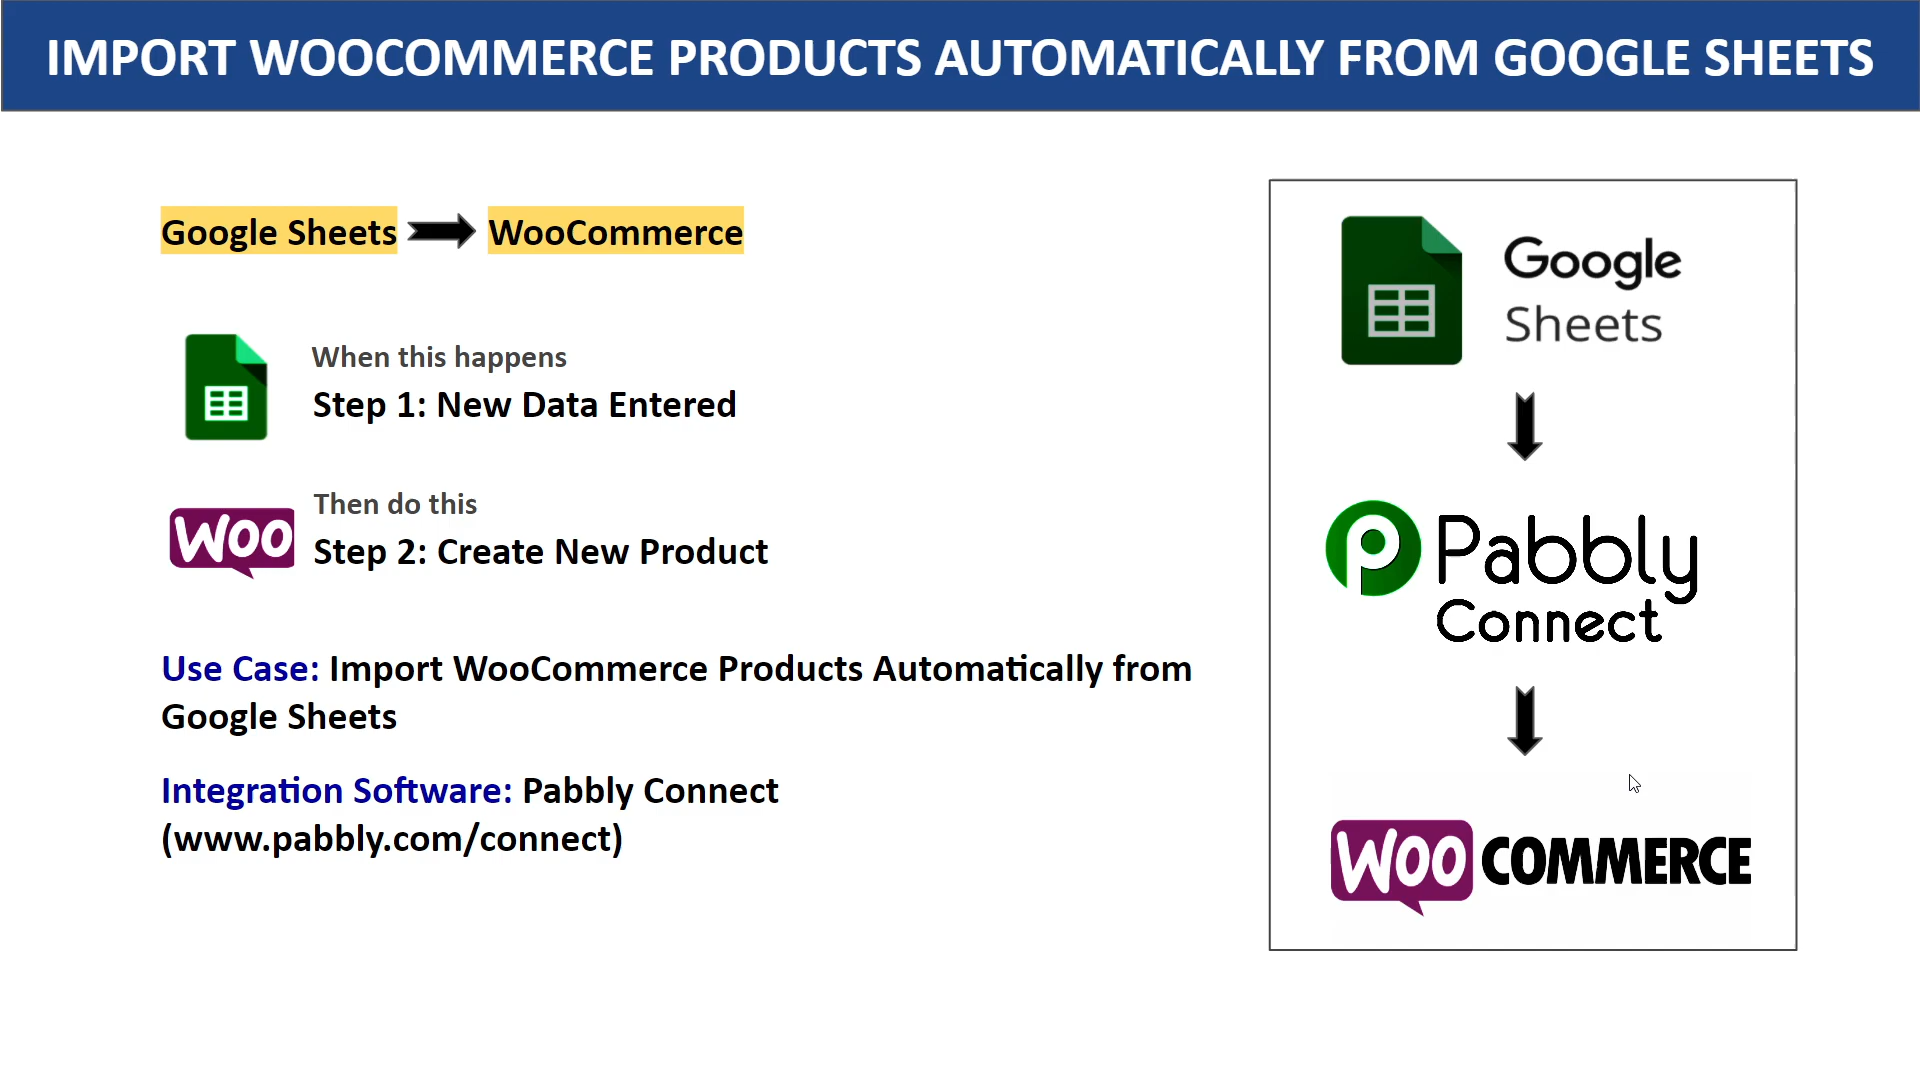 IMPORT WOOCOMMERCE PRODUCTS AUTOMATICALLY FROM GOOGLE SHEETS
Google Sheets WooCommerce
When this happens
Step 1: New Data Entered
Woo
Then do this
Step 2: Create New Product
Use Case: Import WooCommerce Products Automatically from
Google Sheets
Integration Software: Pabbly Connect
(www.pabbly.com/connect)
Google
Sheets
Pabbly
Connect
WOO COMMERCE